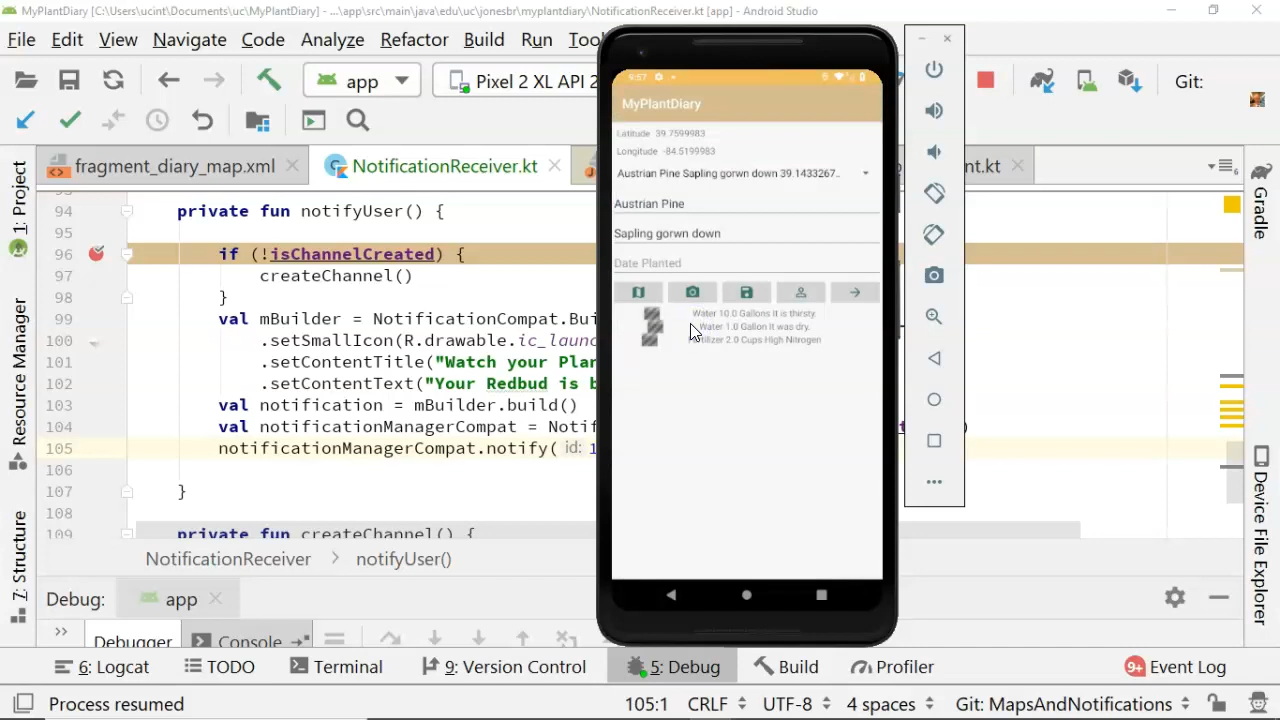 MyPlantDiary [C:\Users\ucint\Documents\uc\MyPlantDiary] - ...\app\src\main\java\edu\uc\jonesbr\myplantdiary\NotificationReceiver.kt [app] - Android Studio
File Edit View Navigate Code Analyze Refactor Build Run Too
app
Pixel 2 XL API 2
Git:
fragment_diary_map.xml
NotificationReceiver.kt
nt.kt
94 private fun notifyUser() {
95
96 if (!isChannelCreated) {
97 createChannel()
98 }
99 val mBuilder = NotificationCompat.Bui
100 .setSmallIcon(R.drawable.ic_laun
101 .setContentTitle("Watch your Plan
102 .setContentText("Your Redbud is b
103 val notification = mBuilder.build()
104 val notificationManagerCompat = Notif
105 notificationManagerCompat.notify( id: 1
106
107 }
109 private fun createChannel() {
NotificationReceiver > notifyUser()
1: Project
Resource Manager
7: Structure
Gradle
Device File Explorer
9:57
MyPlantDiary
Latitude 39.7599983
Longitude -84.5199983
Austrian Pine Sapling gorwn down 39.1433267..
Austrian Pine
Sapling gorwn down
Date Planted
Water 10.0 Gallons It is thirsty.
Water 1.0 Gallon It was dry.
Fertilizer 2.0 Cups High Nitrogen
Debug: app
Debugger Console
6: Logcat TODO Terminal 9: Version Control 5: Debug Build Profiler 9+ Event Log
Process resumed 105:1 CRLF UTF-8 4 spaces Git: MapsAndNotifications